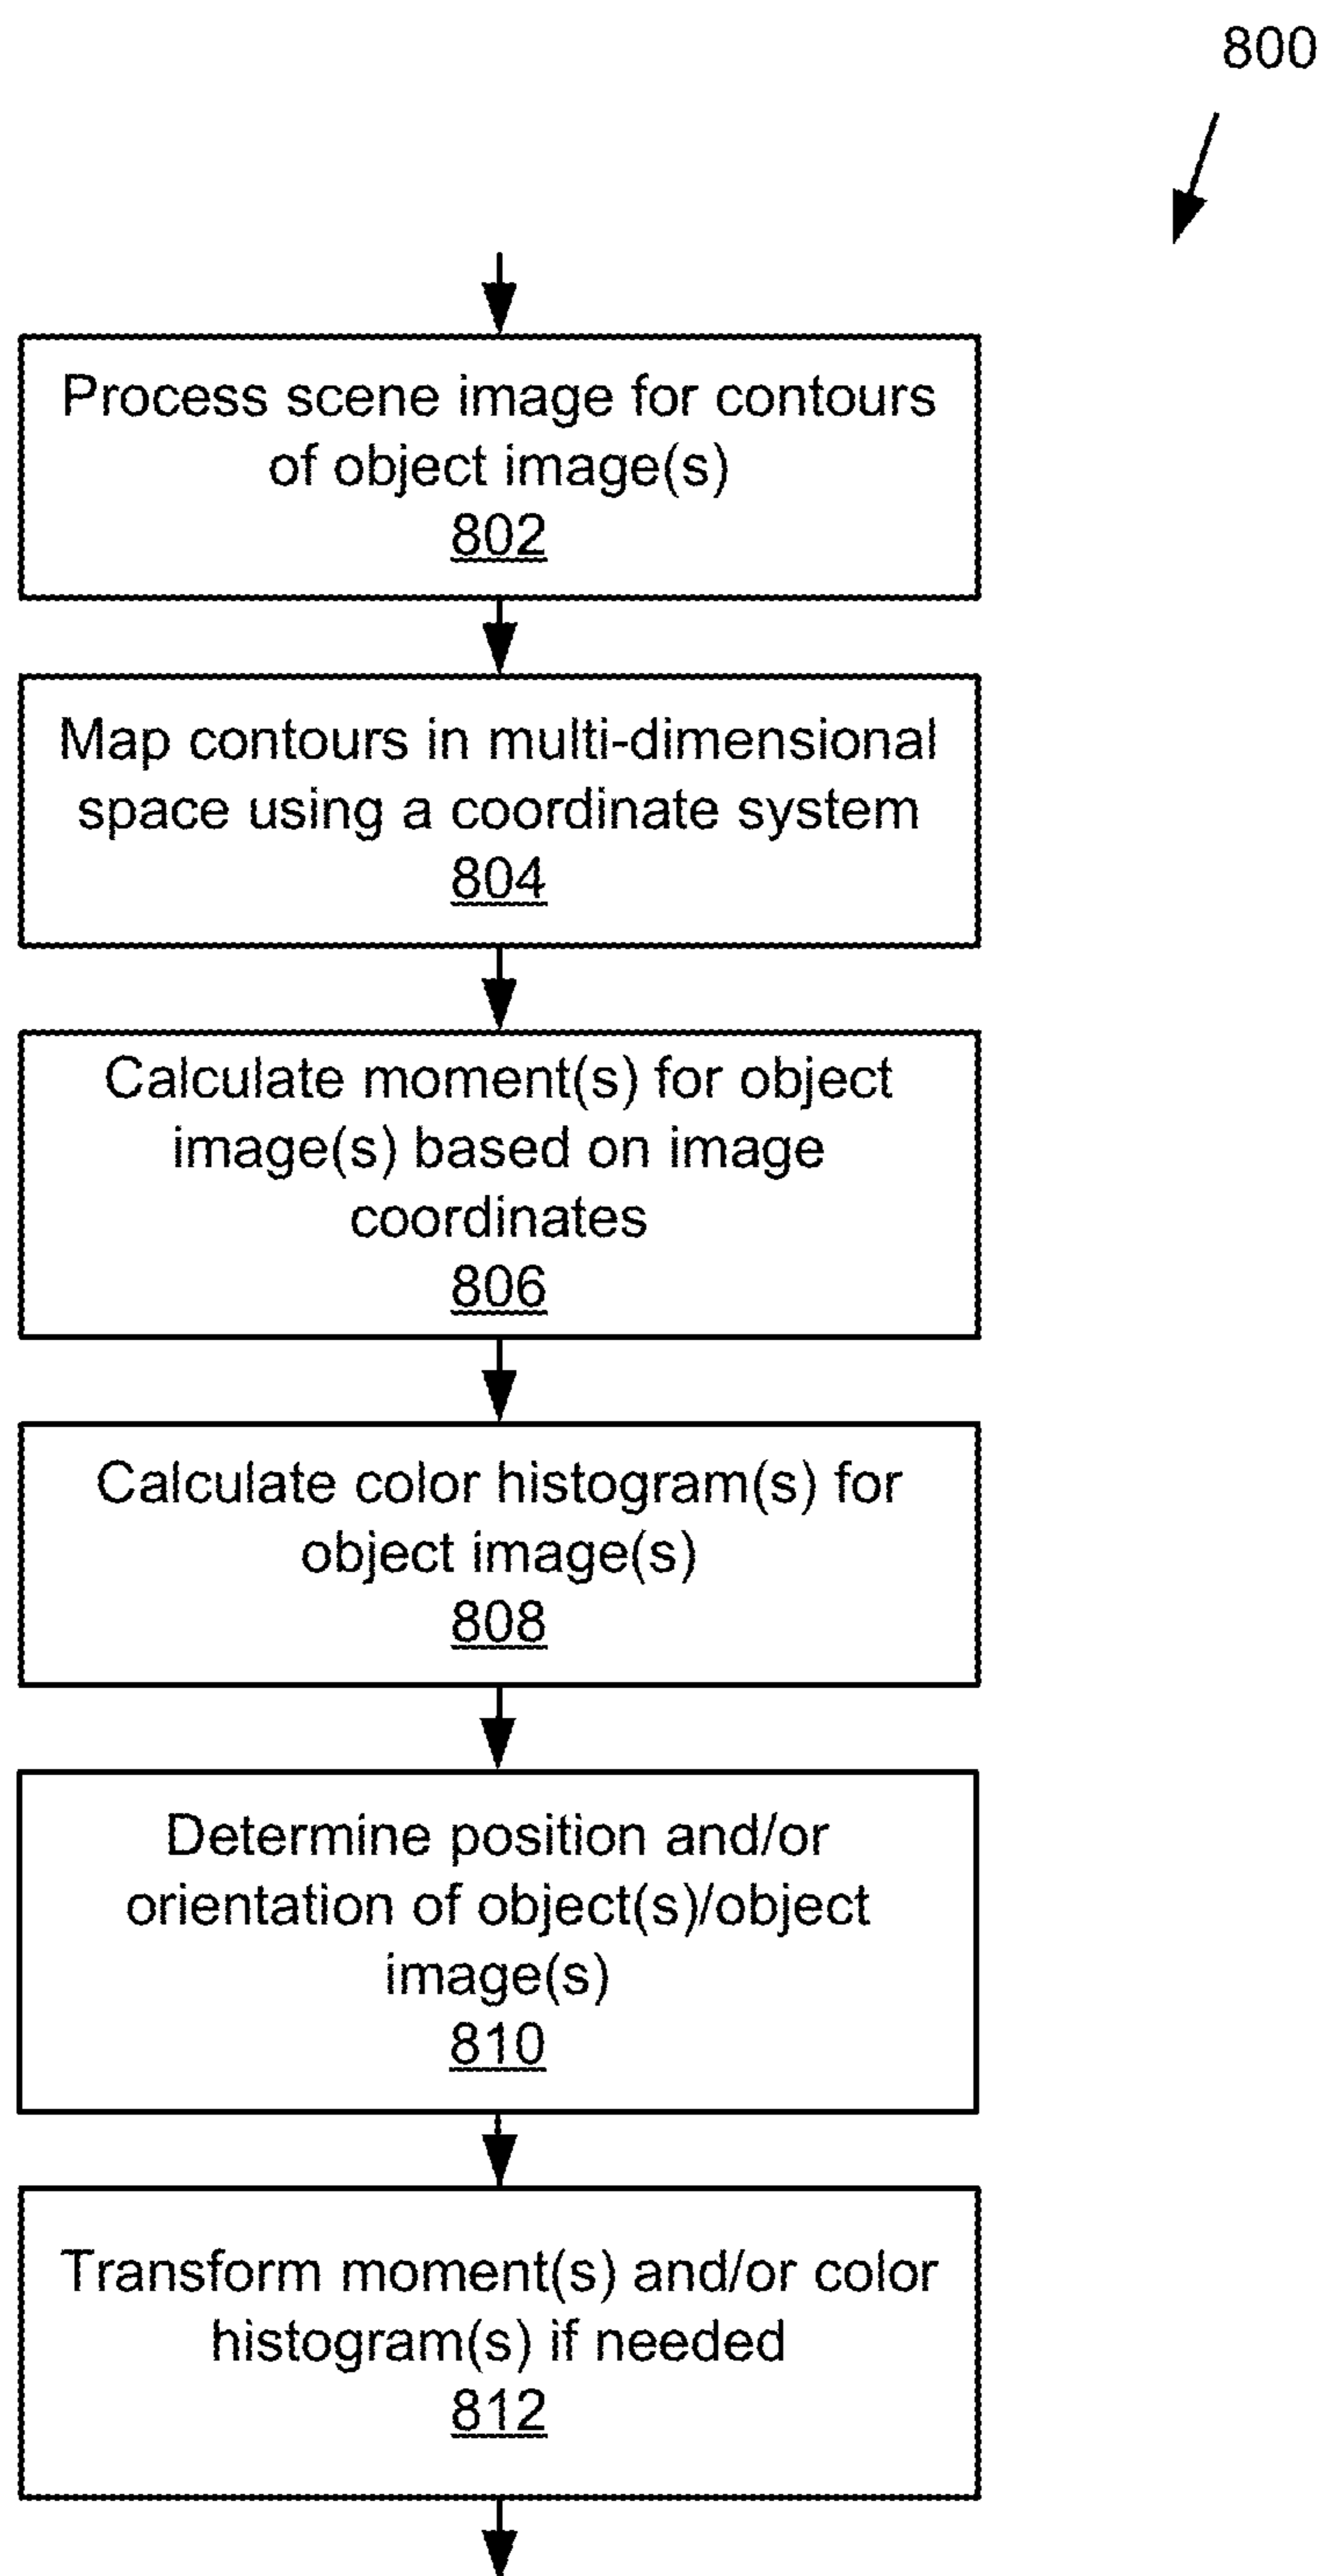 800
Process scene image for contours
of object image(s)
802
Map contours in multi-dimensional
space using a coordinate system
804
Calculate moment(s) for object
image(s) based on image
coordinates
806
Calculate color histogram(s) for
object image(s)
808
Determine position and/or
orientation of object(s)/object
image(s)
810
Transform moment(s) and/or color
histogram(s) if needed
812